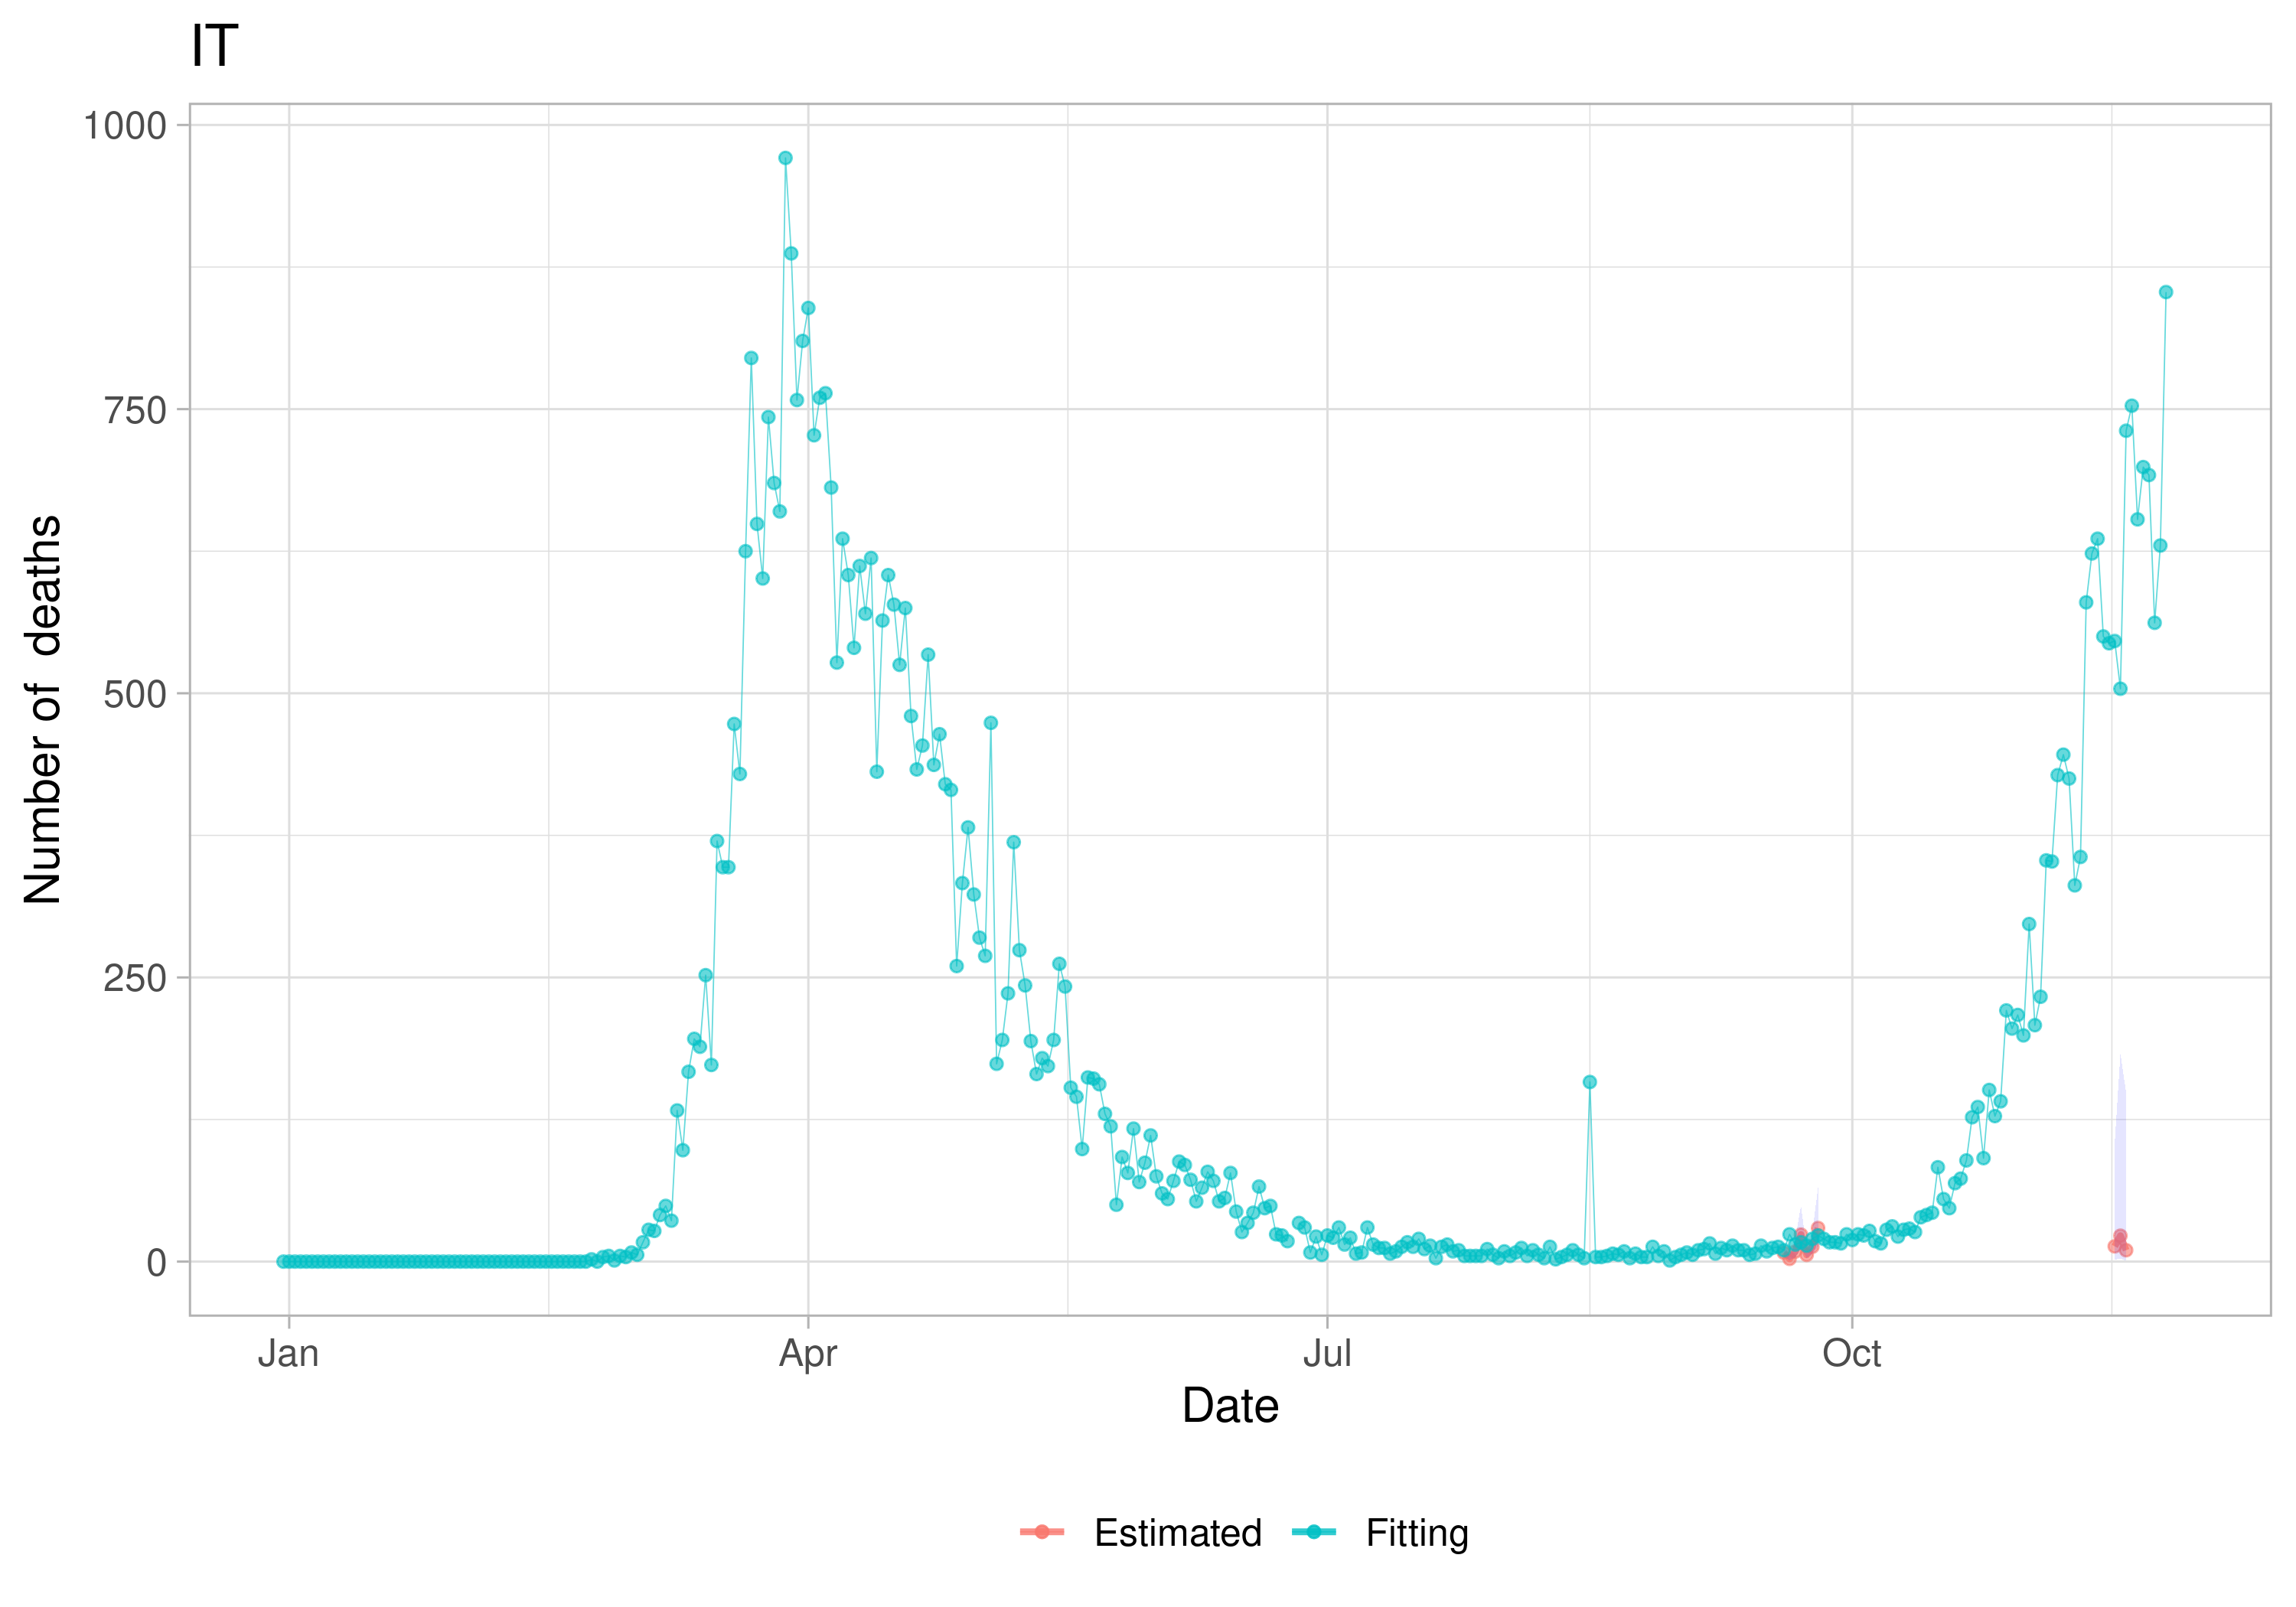 IT
1000
750
500
250
0
Number of deaths
Jan Apr Jul Oct
Date
Estimated Fitting